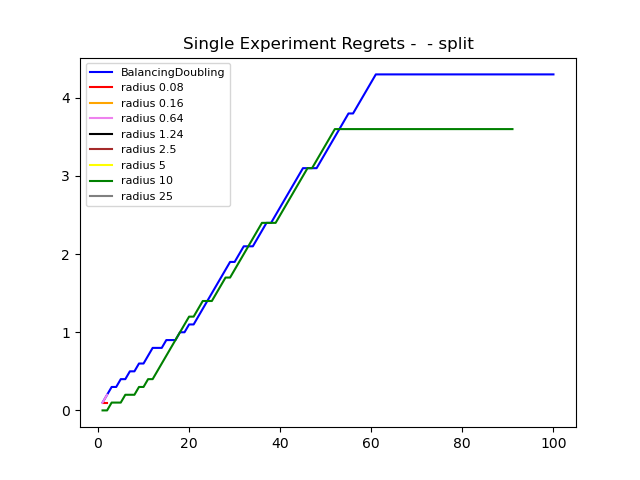 Single Experiment Regrets -  - split
BalancingDoubling
radius 0.08
radius 0.16
radius 0.64
radius 1.24
radius 2.5
radius 5
radius 10
radius 25
4
3
2
1
0
0 20 40 60 80 100